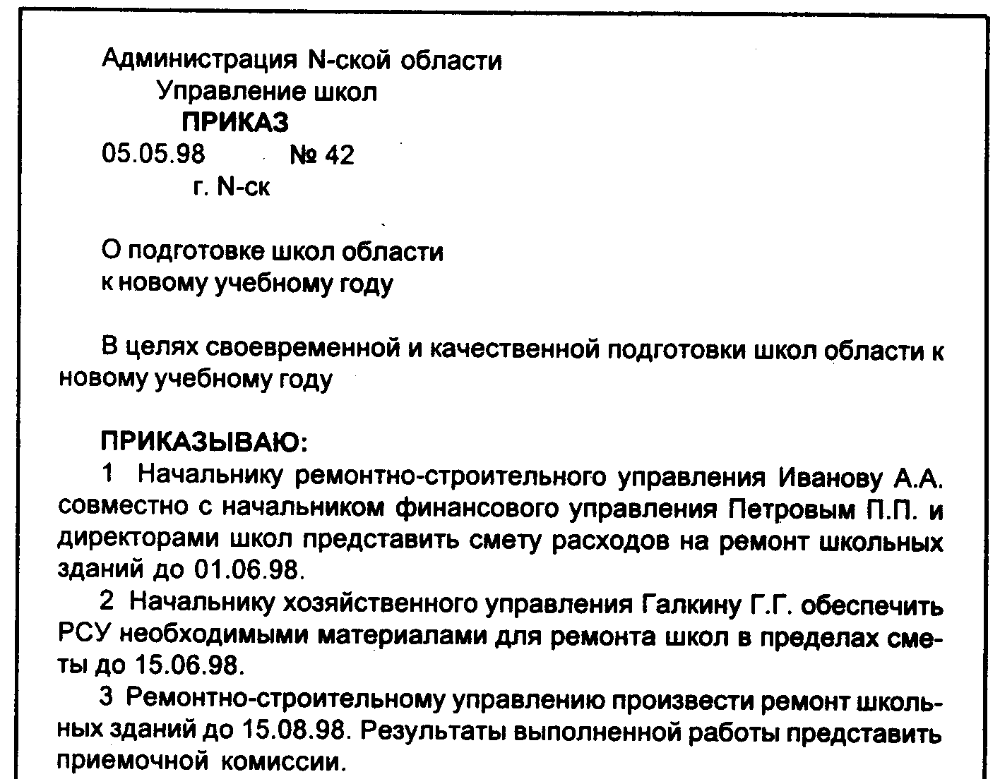 Администрация N-ской области
Управление школ
ПРИКАЗ
05.05.98 № 42
г. N-ск
О подготовке школ области
к новому учебному году
В целях своевременной и качественной подготовки школ области к
новому учебному году
ПРИКАЗЫВАЮ:
1 Начальнику ремонтно-строительного управления Иванову А.А.
совместно с начальником финансового управления Петровым П.П. и
директорами школ представить смету расходов на ремонт школьных
зданий до 01.06.98.
2 Начальнику хозяйственного управления Галкину Г.Г. обеспечить
РСУ необходимыми материалами для ремонта школ в пределах сме-
ты до 15.06.98.
3 Ремонтно-строительному управлению произвести ремонт школь-
ных зданий до 15.08.98. Результаты выполненной работы представить
приемочной комиссии.